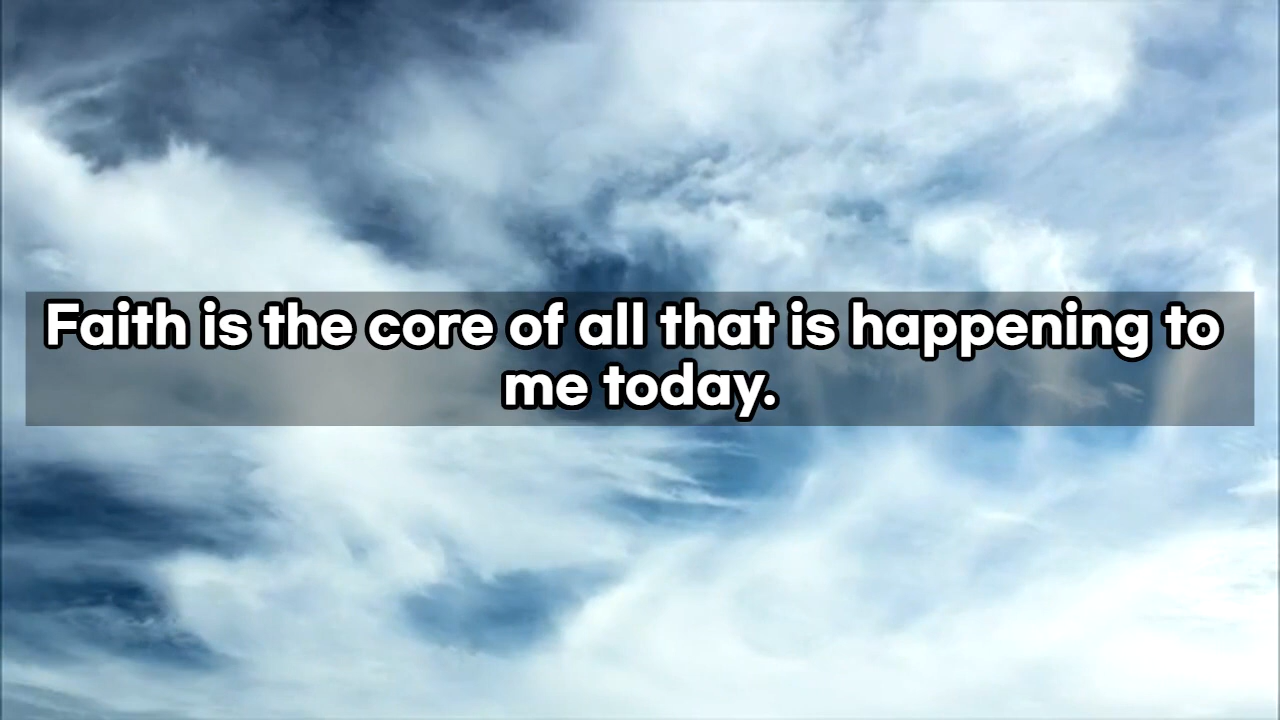 Faith is the core of all that is happening to
me today.